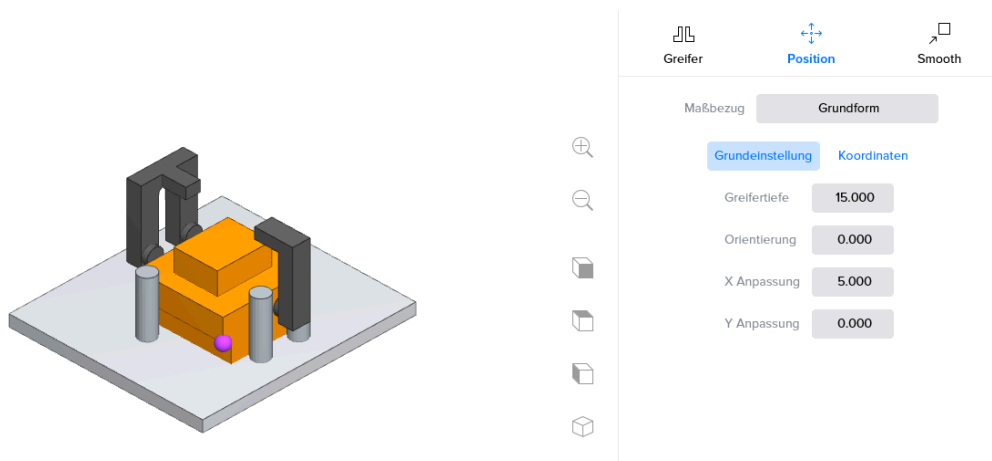 Greifer Position Smooth
Maßbezug Grundform
Grundeinstellung Koordinaten
Greifertiefe 15.000
Orientierung 0.000
X Anpassung 5.000
Y Anpassung 0.000